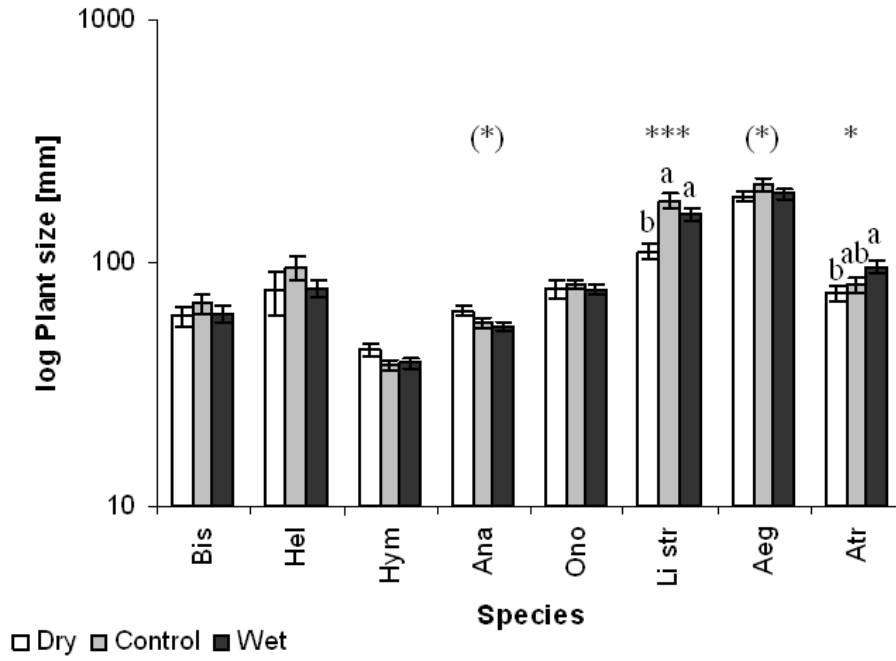 1000
(*) *** (*) *
a
a
b
a
ab
b
100
10
log Plant size [mm]
Bis Hel Hym Ana Ono Li str Aeg Atr
Species
Dry Control Wet